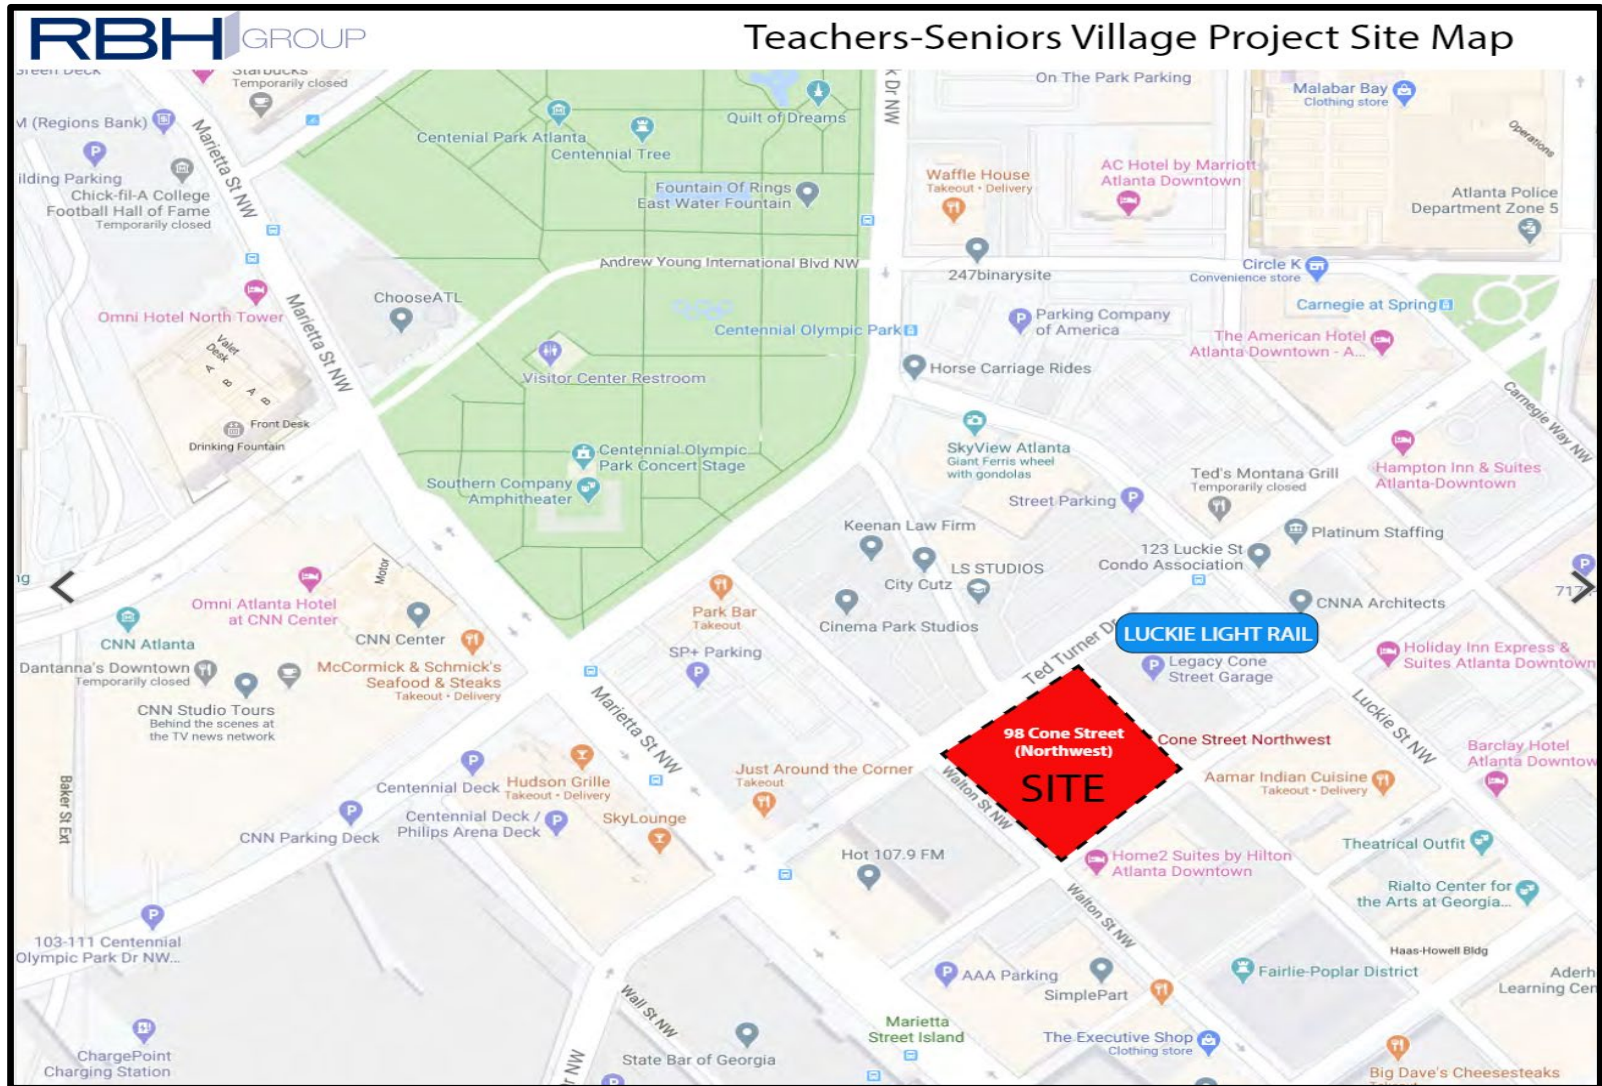 RBH GROUP
Teachers-Seniors Village Project Site Map
Starbucks
Temporarily closed
On The Park Parking
Malabar Bay
Clothing store
Operations
M (Regions Bank)
ilding Parking
Marietta St NW
Chick-fil-A College
Football Hall of Fame
Temporarily closed
Centenial Park Atlanta
Centennial Tree
Quilt of Dreams
k Dr NW
Fountain Of Rings
East Water Fountain
Waffle House
Takeout • Delivery
AC Hotel by Marriott
Atlanta Downtown
Atlanta Police
Department Zone 5
Andrew Young International Blvd NW
247binarysite
Circle K
Convenience store
Omni Hotel North Tower
Marietta St NW
ChooseATL
Centennial Olympic Park
Parking Company
of America
Carnegie at Spring
The American Hotel
Atlanta Downtown - A...
Valet
Desk
A
B
A
B
Front Desk
Drinking Fountain
Visitor Center Restroom
Horse Carriage Rides
Carnegie Way NW
Centennial Olympic
Park Concert Stage
Southern Company
Amphitheater
SkyView Atlanta
Giant Ferris wheel
with gondolas
Street Parking
Ted's Montana Grill
Temporarily closed
Hampton Inn & Suites
Atlanta-Downtown
Keenan Law Firm
City Cutz
LS STUDIOS
Cinema Park Studios
Platinum Staffing
123 Luckie St
Condo Association
CNNA Architects
717
ng
Motor
Omni Atlanta Hotel
at CNN Center
CNN Atlanta
CNN Center
Dantanna's Downtown
Temporarily closed
McCormick & Schmick's
Seafood & Steaks
Takeout • Delivery
CNN Studio Tours
Behind the scenes at
the TV news network
Park Bar
Takeout
SP+ Parking
Ted Turner Dr
LUCKIE LIGHT RAIL
Legacy Cone
Street Garage
Holiday Inn Express &
Suites Atlanta Downtown
Luckie St NW
Marietta St NW
98 Cone Street
(Northwest)
SITE
Cone Street Northwest
Walton St NW
Barclay Hotel
Atlanta Downtow
Aamar Indian Cuisine
Takeout • Delivery
Baker St Ext
Centennial Deck
Hudson Grille
Takeout • Delivery
Just Around the Corner
Takeout
CNN Parking Deck
Centennial Deck /
Philips Arena Deck
SkyLounge
Hot 107.9 FM
Home2 Suites by Hilton
Atlanta Downtown
Theatrical Outfit
Rialto Center for
the Arts at Georgia...
Walton St NW
103-111 Centennial
Olympic Park Dr NW...
Haas-Howell Bldg
AAA Parking
SimplePart
Fairlie-Poplar District
Aderh
Learning Cen
Wall St NW
Marietta
Street Island
The Executive Shop
Clothing store
ChargePoint
Charging Station
or NW
State Bar of Georgia
Big Dave's Cheesesteaks